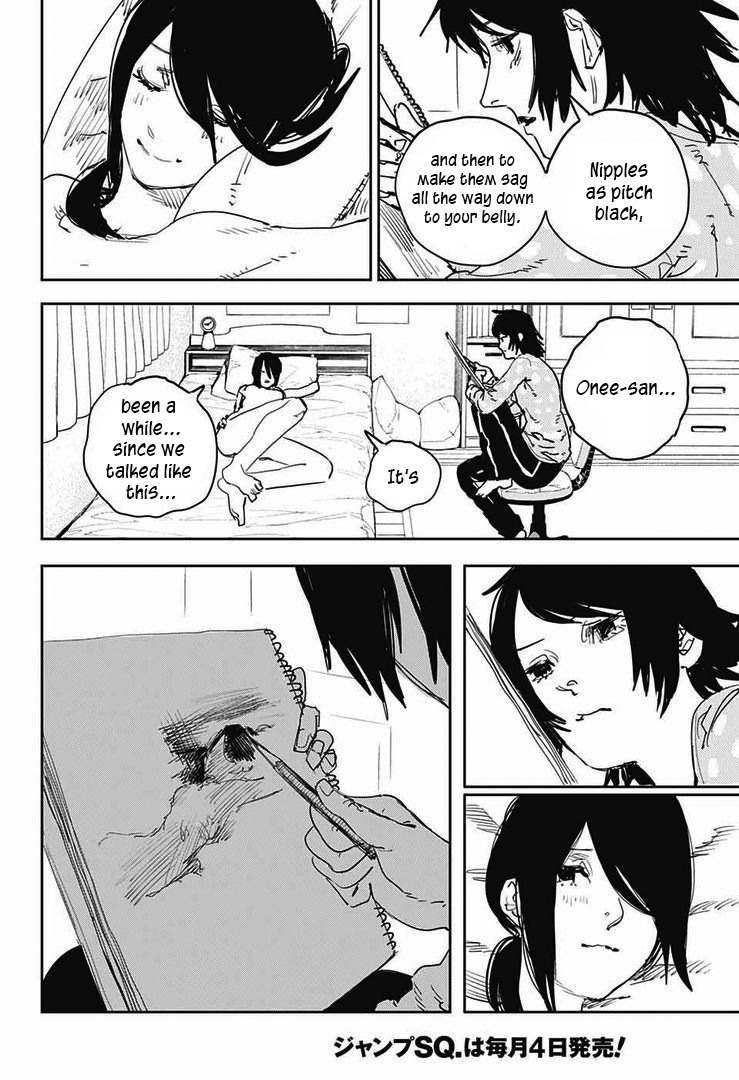 Nipples
as pitch
black,
and then to
make them sag
all the way down
to your belly.
Onee-san...
It's
been a
while...
since we
talked like
this...
ジャンプSQ.は毎月4日発売!